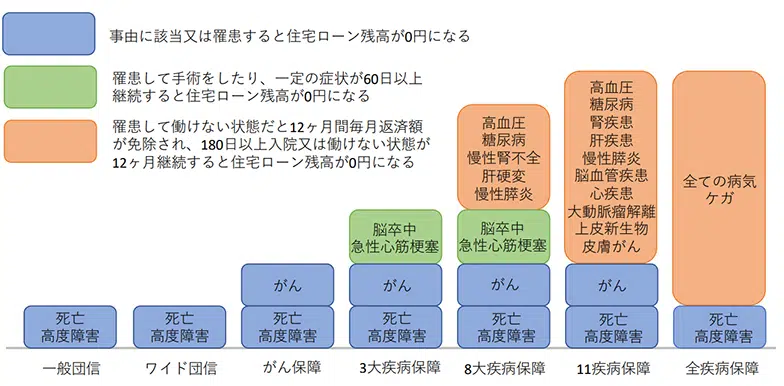 事由に該当又は罹患すると住宅ローン残高が0円になる
罹患して手術をしたり、一定の症状が60日以上
継続すると住宅ローン残高が0円になる
罹患して働けない状態だと12ヶ月間毎月返済額
が免除され、180日以上入院又は働けない状態が
12ヶ月継続すると住宅ローン残高が0円になる
死亡
高度障害
一般団信
死亡
高度障害
ワイド団信
がん
死亡
高度障害
がん保障
脳卒中
急性心筋梗塞
がん
死亡
高度障害
3大疾病保障
高血圧
糖尿病
慢性腎不全
肝硬変
慢性膵炎
脳卒中
急性心筋梗塞
がん
死亡
高度障害
8大疾病保障
高血圧
糖尿病
腎疾患
肝疾患
慢性膵炎
脳血管疾患
心疾患
大動脈瘤解離
上皮新生物
皮膚がん
がん
死亡
高度障害
11疾病保障
全ての病気
ケガ
死亡
高度障害
全疾病保障